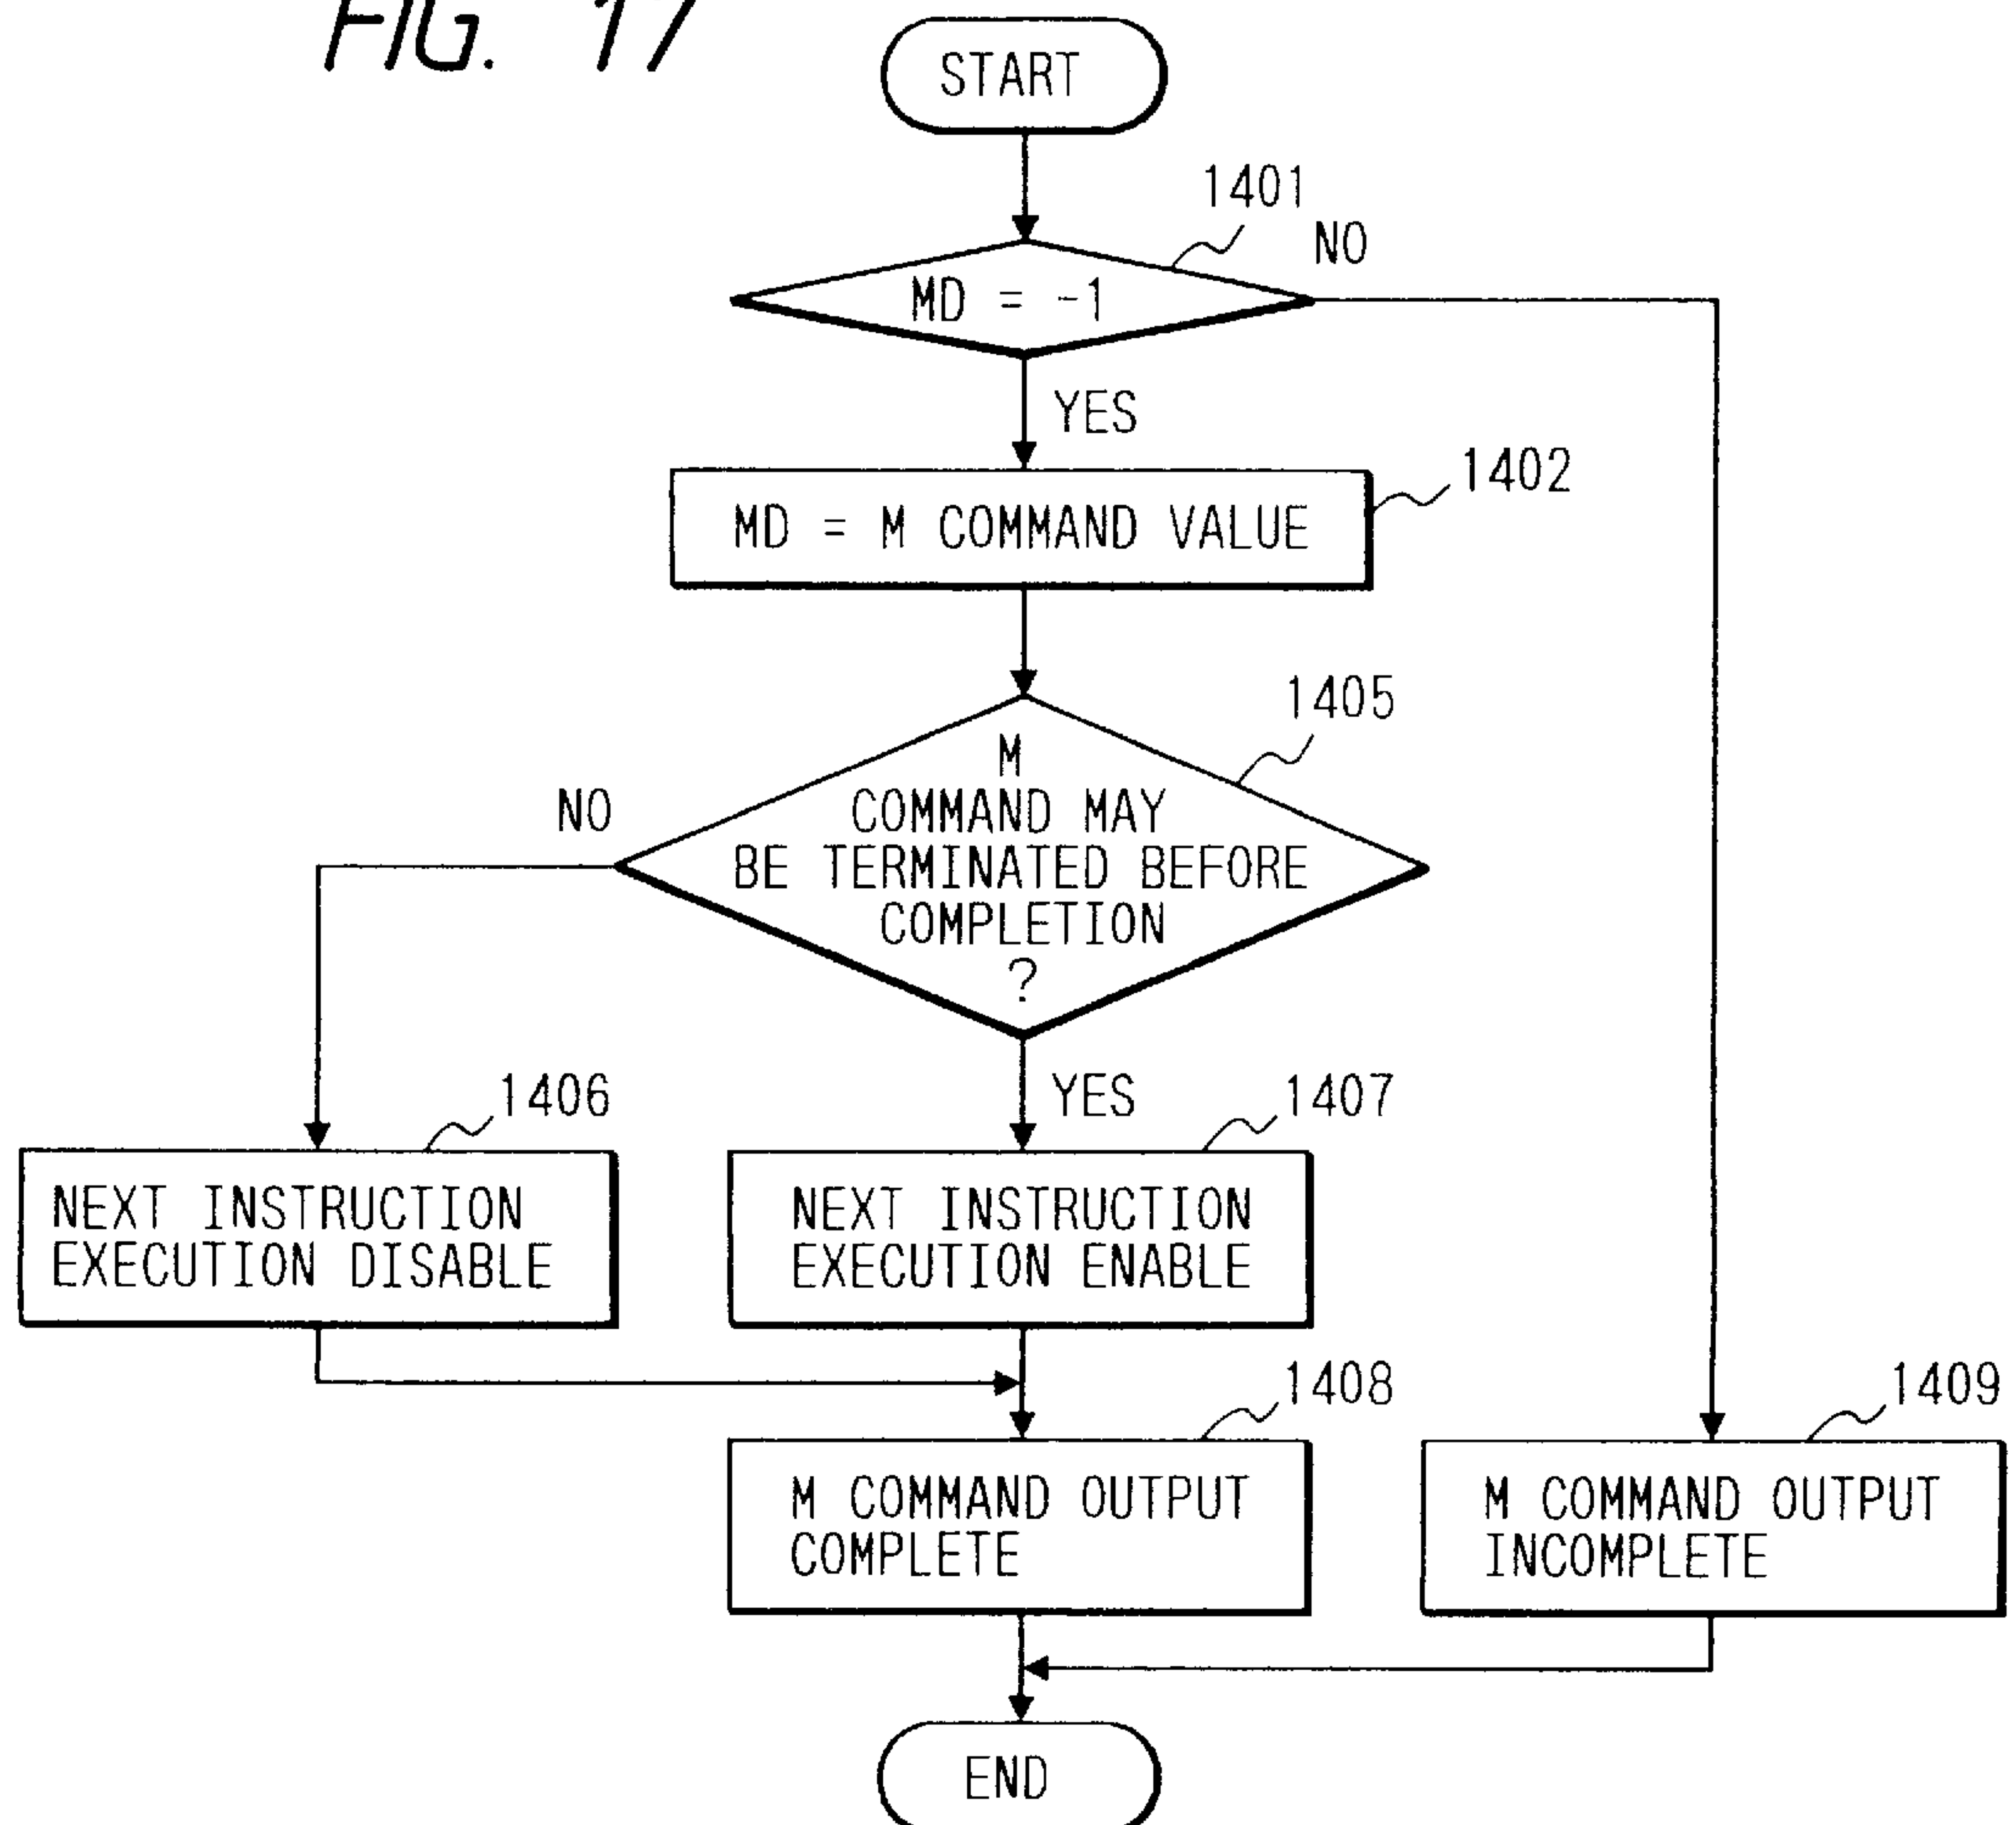 FIG. 17
START
1401
NO
MD = -1
YES
1402
MD = M COMMAND VALUE
1405
M
COMMAND MAY
BE TERMINATED BEFORE
COMPLETION
?
NO
YES
1406
1407
NEXT INSTRUCTION
EXECUTION DISABLE
NEXT INSTRUCTION
EXECUTION ENABLE
1408
1409
M COMMAND OUTPUT
COMPLETE
M COMMAND OUTPUT
INCOMPLETE
END